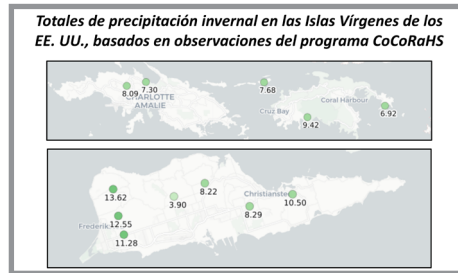 Totales de precipitación invernal en las Islas Vírgenes de los
EE. UU., basados en observaciones del programa CoCoRaHS
7.30
7.68
8.09
CHARLOTTE
AMALIE
Coral Harbour
Cruz Bay
6.92
9.42
8.22
13.62
3.90
Christiansted
10.50
8.29
12.55
Frederik
11.28